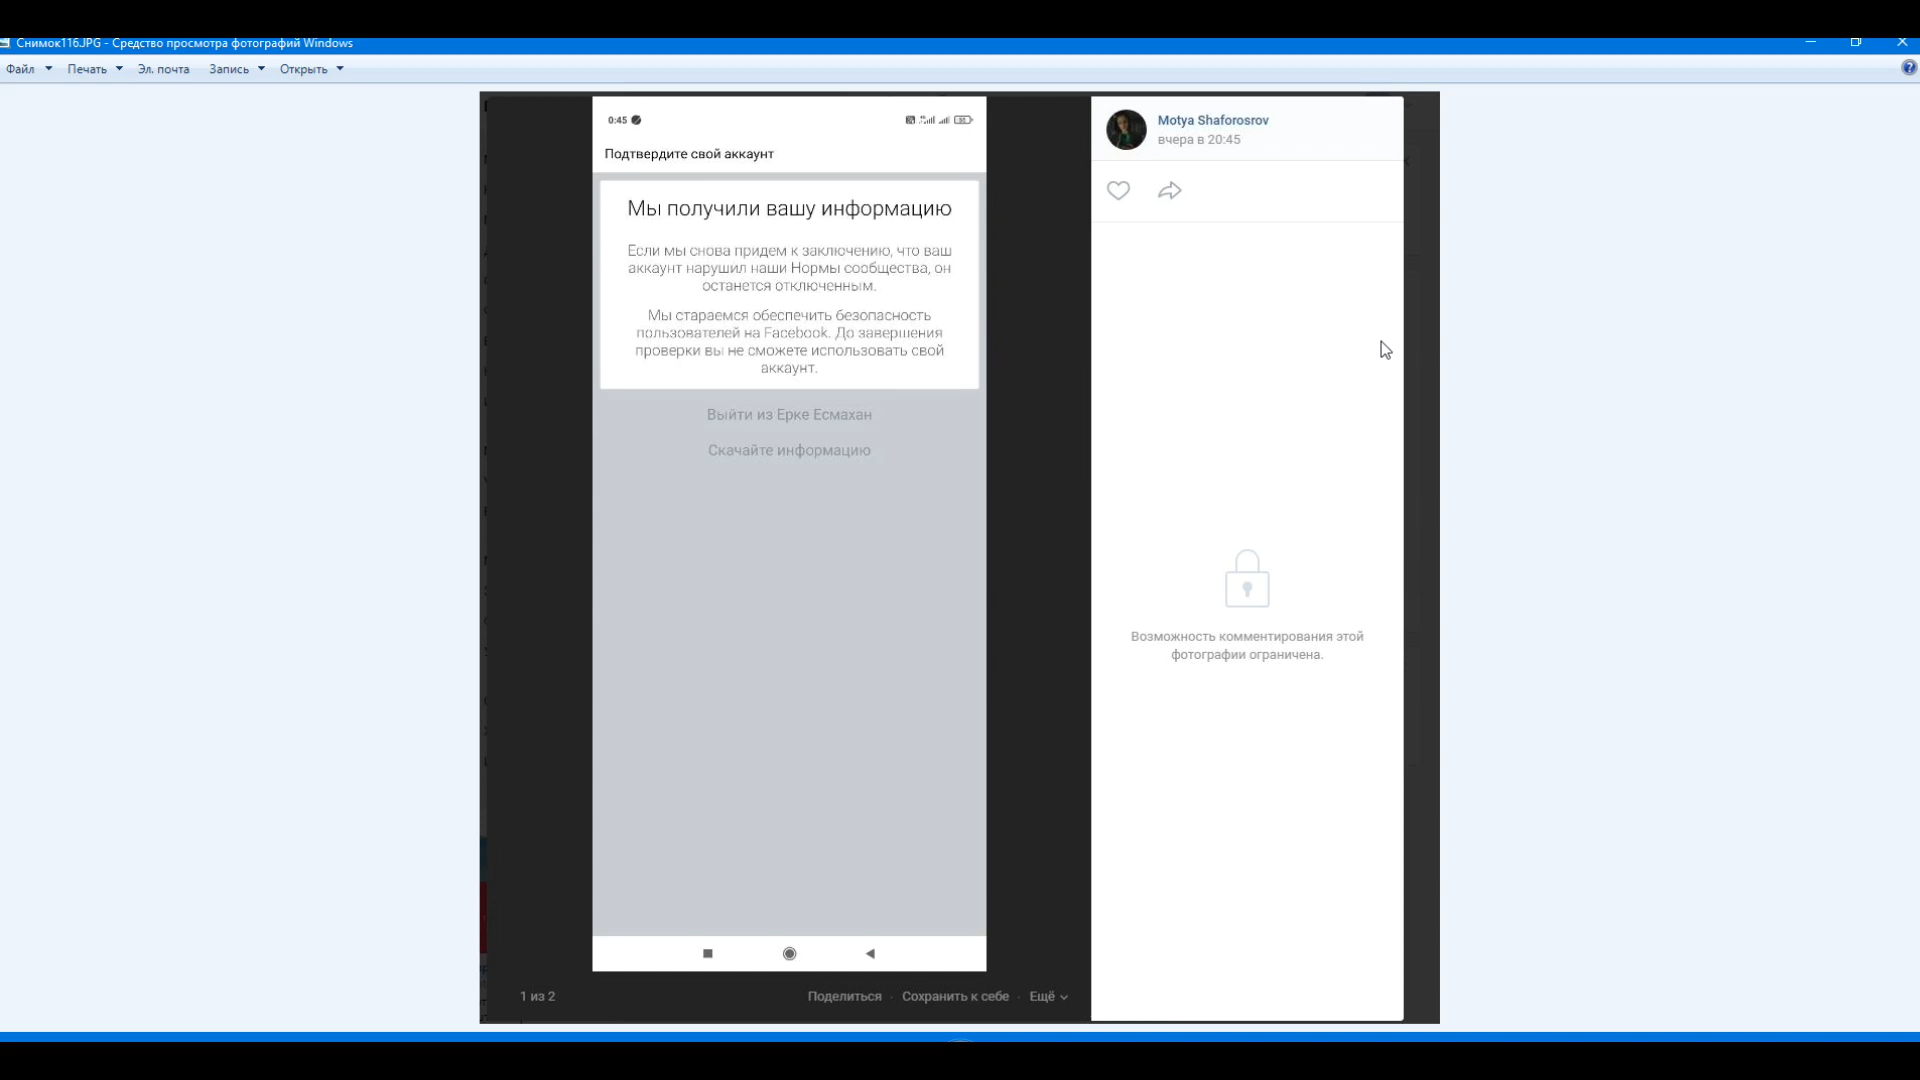 Снимок116.JPG - Средство просмотра фотографий Windows
Файл Печать Эл. почта Запись Открыть
0:45
Подтвердите свой аккаунт
Мы получили вашу информацию
Если мы снова придем к заключению, что ваш
аккаунт нарушил наши Нормы сообщества, он
останется отключенным.
Мы стараемся обеспечить безопасность
пользователей на Facebook. До завершения
проверки вы не сможете использовать свой
аккаунт.
Выйти из Ерке Есмахан
Скачайте информацию
1 из 2
Поделиться · Сохранить к себе · Ещё
Motya Shaforosrov
вчера в 20:45
Возможность комментирования этой
фотографии ограничена.